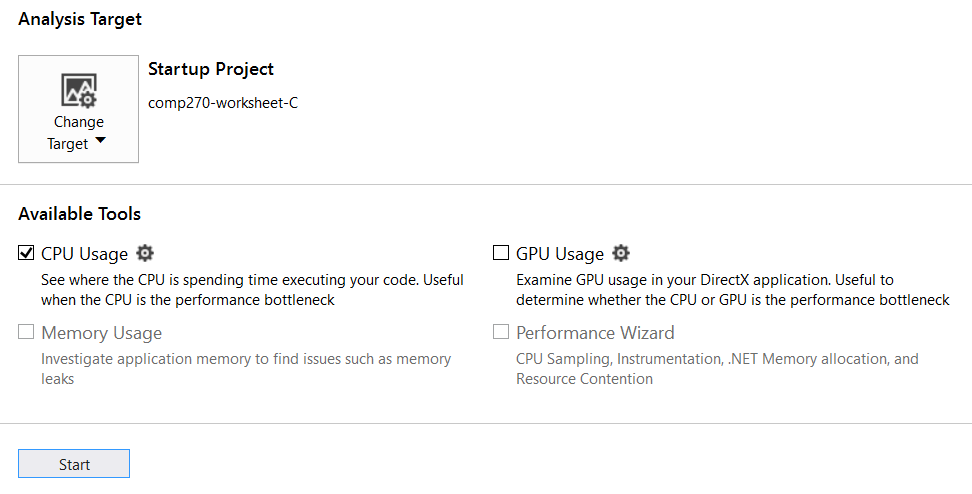 Analysis Target
Change
Target
Startup Project
comp270-worksheet-C
Available Tools
CPU Usage
See where the CPU is spending time executing your code. Useful
when the CPU is the performance bottleneck
GPU Usage
Examine GPU usage in your DirectX application. Useful to
determine whether the CPU or GPU is the performance bottleneck
Memory Usage
Investigate application memory to find issues such as memory
leaks
Performance Wizard
CPU Sampling, Instrumentation, .NET Memory allocation, and
Resource Contention
Start